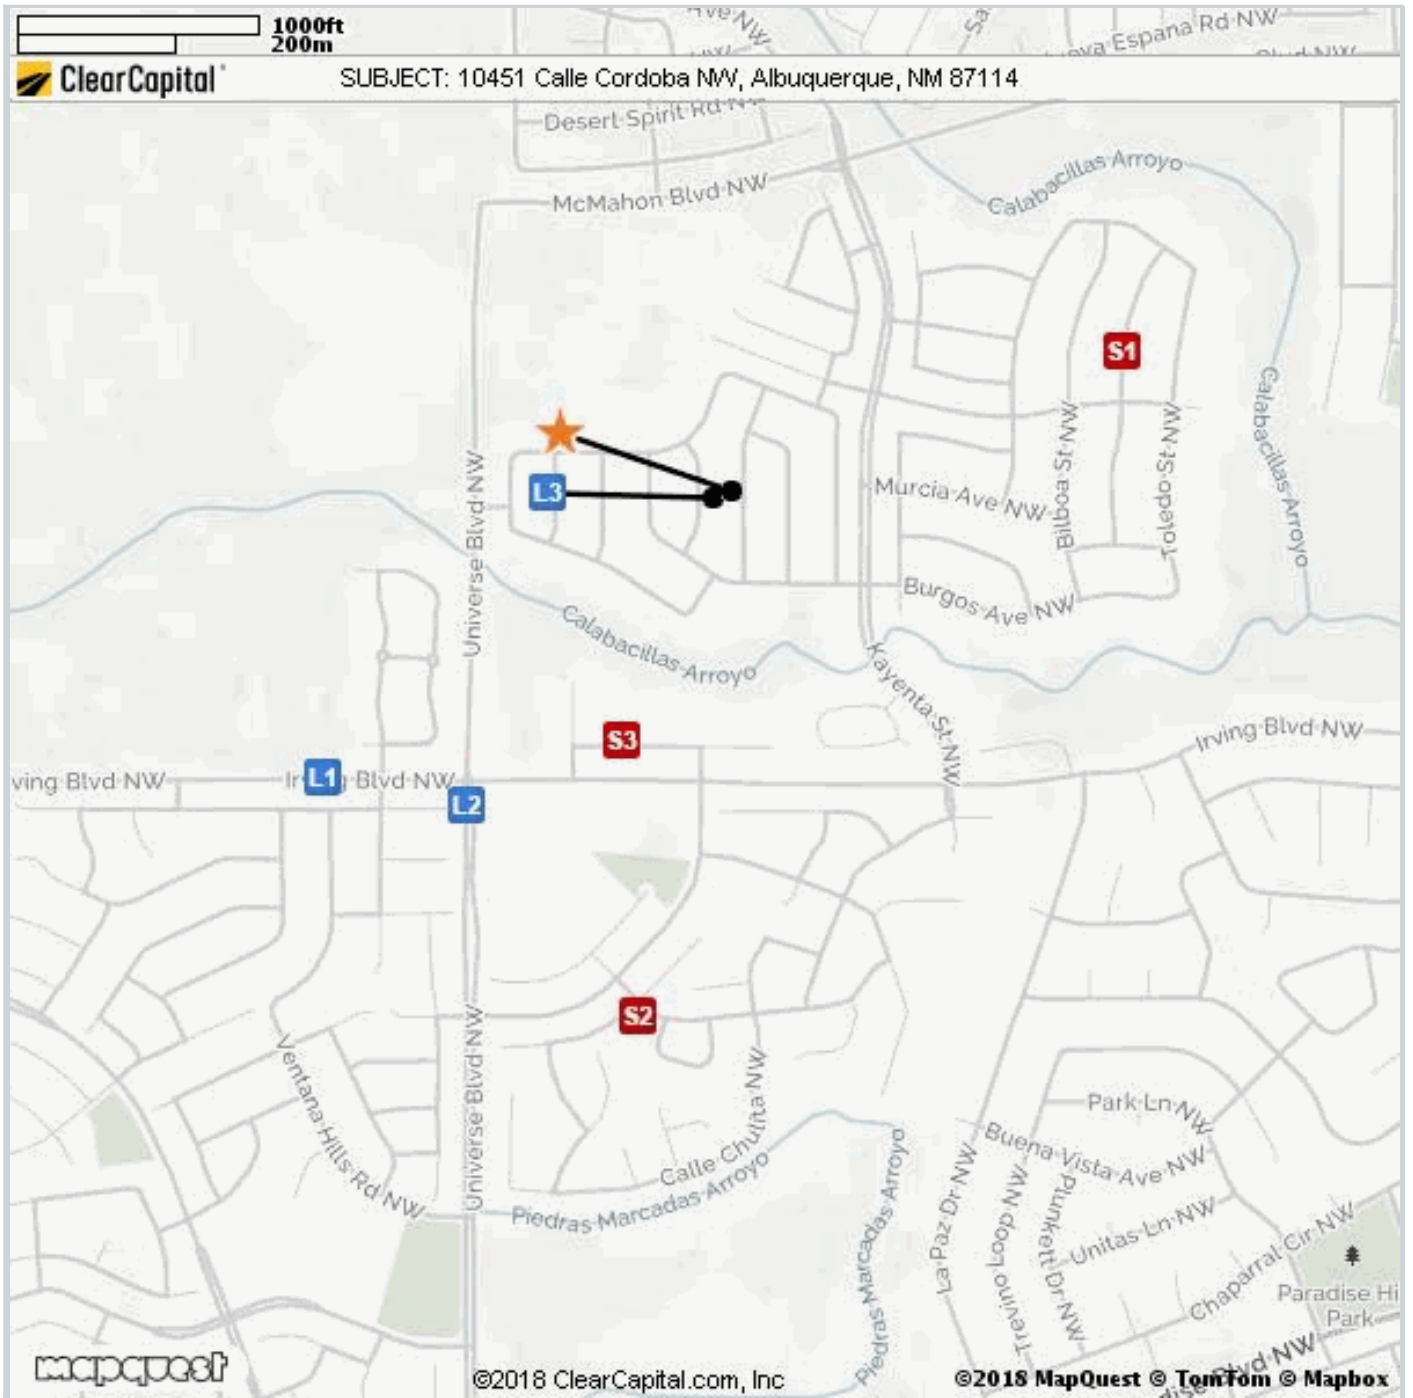 1000ft
200m
Ave NW
Espana Rd NW
ClearCapital
SUBJECT: 10451 Calle Cordoba NW, Albuquerque, NM 87114
Desert Spirit Rd
McMahon Blvd NW
Calabacillas Arroyo
S1
Calabacillas Arroyo
Bilboa St NW
Toledo St NW
Universe Blvd NW
L3
Murcia Ave NW
Burgos Ave NW
Calabacillas Arroyo
Kayenta St NW
S3
Irving Blvd NW
ving Blvd NW
L1
Blvd NW
L2
S2
Ventana Hills Rd NW
Universe Blvd NW
Calle Chulita NW
Piedras Marcadas Arroyo
Piedras Marcadas Arroyo
La Paz Dr NW
Park Ln NW
Buena Vista Ave NW
Trevino Loop NW
Plunkett Dr NW
Unitas Ln NW
Chaparral Cir NW
Paradise Hi
Park
Blvd NW
mapquest
©2018 ClearCapital.com, Inc
©2018 MapQuest © TomTom © Mapbox